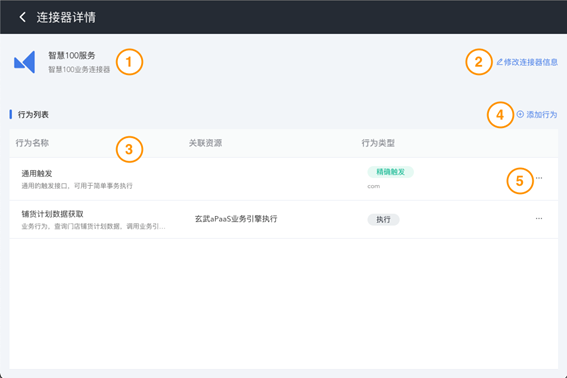 连接器详情
智慧100服务
智慧100业务连接器
1
2
修改连接器信息
行为列表
4
添加行为
行为名称
3
关联资源
行为类型
通用触发
通用的触发接口，可用于简单事务执行
精确触发
com
5
...
铺货计划数据获取
业务行为，查询门店铺货计划数据，调用业务引...
玄武aPaaS业务引擎执行
执行
...